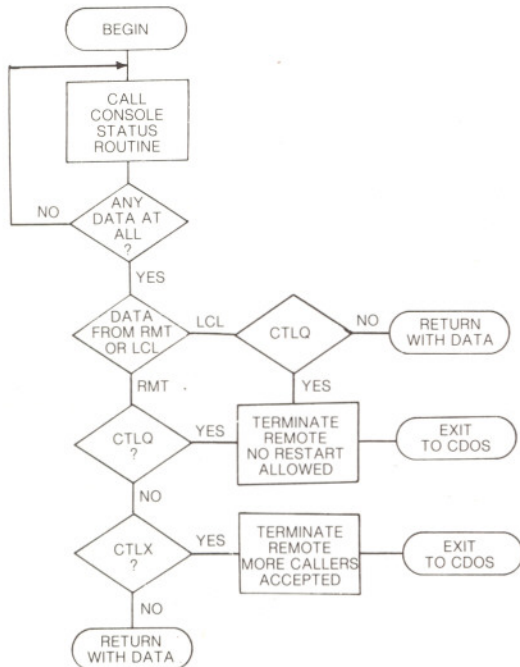 BEGIN
CALL
CONSOLE
STATUS
ROUTINE
NO
ANY
DATA AT
ALL
?
YES
DATA
FROM RMT
OR LCL
LCL
CTLQ
NO
RETURN
WITH DATA
RMT
YES
CTLQ
?
YES
TERMINATE
REMOTE
NO RESTART
ALLOWED
EXIT
TO CDOS
NO
CTLX
?
YES
TERMINATE
REMOTE
MORE CALLERS
ACCEPTED
EXIT
TO CDOS
NO
RETURN
WITH DATA